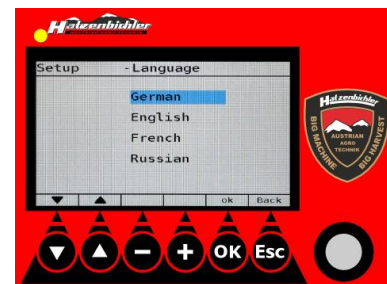 Hatzenbichler
Setup -Language
German
English
French
Russian
ok Back
OK Esc
Hatzenbichler
BIG MACHINE
AUSTRIAN
AGRO
TECHNIK
BIG HARVEST